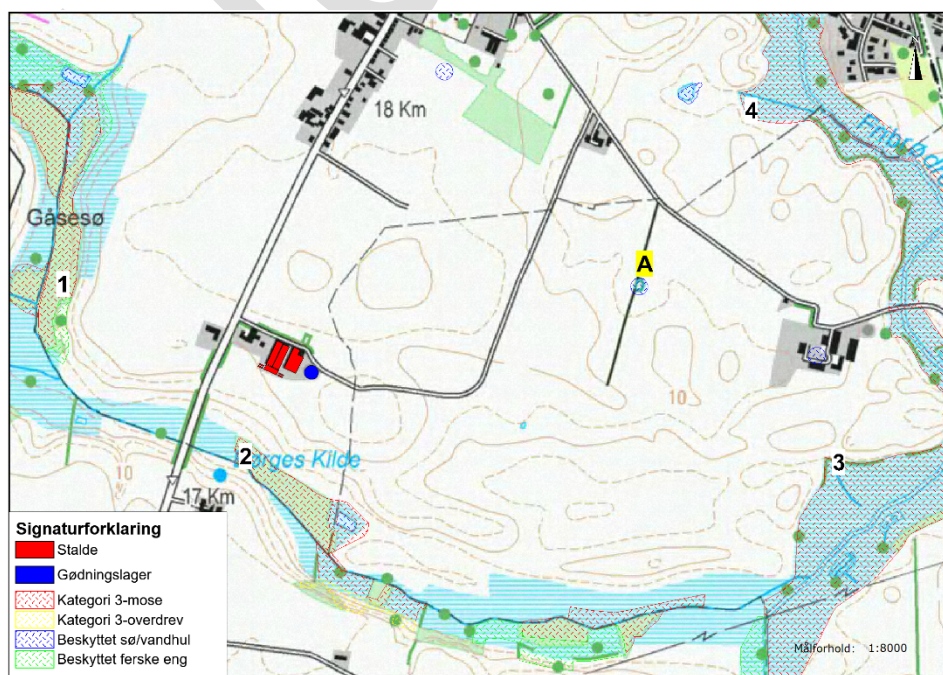 18 Km
4
Fribrødre
Gåsesø
1
A
10
2
3
10
Kilde
17 Km
Signaturforklaring
Stalde
Gødningslager
Kategori 3-mose
Kategori 3-overdrev
Beskyttet sø/vandhul
Beskyttet ferske eng
Målforhold: 1:8000